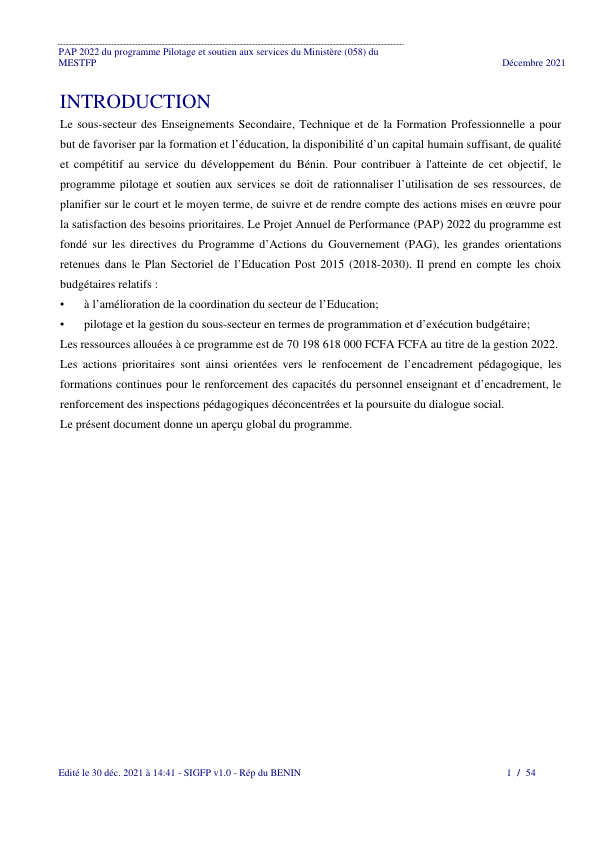 PAP 2022 du programme Pilotage et soutien aux services du Ministère (058) du
MESTFP
Décembre 2021
INTRODUCTION
Le sous-secteur des Enseignements Secondaire, Technique et de la Formation Professionnelle a pour
but de favoriser par la formation et l’éducation, la disponibilité d’un capital humain suffisant, de qualité
et compétitif au service du développement du Bénin. Pour contribuer à l'atteinte de cet objectif, le
programme pilotage et soutien aux services se doit de rationnaliser l’utilisation de ses ressources, de
planifier sur le court et le moyen terme, de suivre et de rendre compte des actions mises en œuvre pour
la satisfaction des besoins prioritaires. Le Projet Annuel de Performance (PAP) 2022 du programme est
fondé sur les directives du Programme d’Actions du Gouvernement (PAG), les grandes orientations
retenues dans le Plan Sectoriel de l’Education Post 2015 (2018-2030). Il prend en compte les choix
budgétaires relatifs :
• à l’amélioration de la coordination du secteur de l’Education;
• pilotage et la gestion du sous-secteur en termes de programmation et d’exécution budgétaire;
Les ressources allouées à ce programme est de 70 198 618 000 FCFA FCFA au titre de la gestion 2022.
Les actions prioritaires sont ainsi orientées vers le renfocement de l’encadrement pédagogique, les
formations continues pour le renforcement des capacités du personnel enseignant et d’encadrement, le
renforcement des inspections pédagogiques déconcentrées et la poursuite du dialogue social.
Le présent document donne un aperçu global du programme.
Edité le 30 déc. 2021 à 14:41 - SIGFP v1.0 - Rép du BENIN
1 / 54